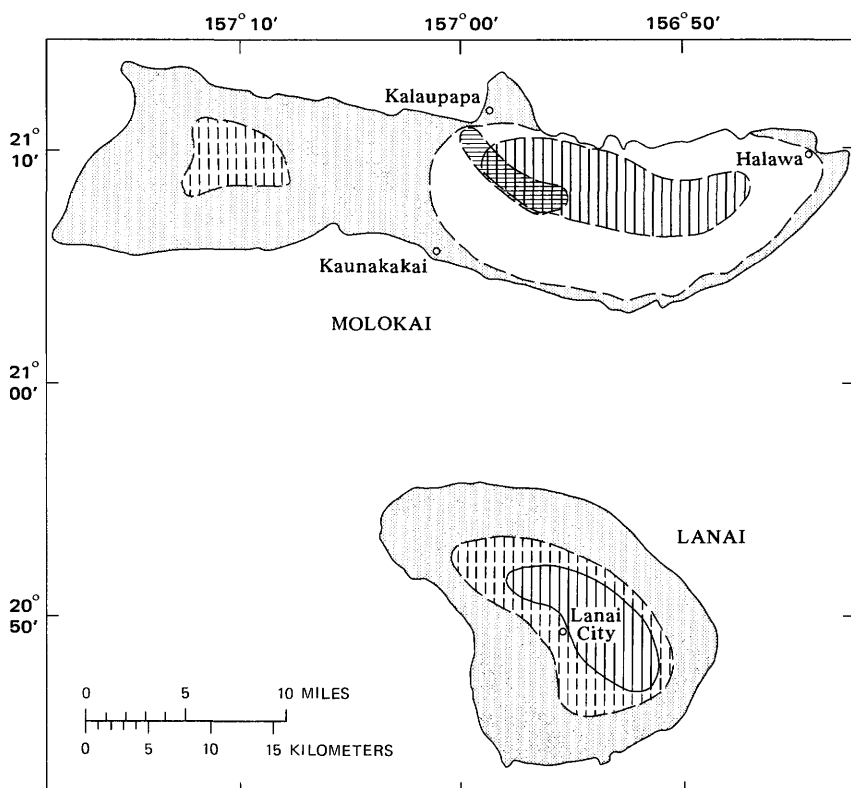 157° 10′ 157° 00′ 156° 50′
Kalaupapa
21°
10′
Halawa
Kaunakakai
MOLOKAI
21°
00′
LANAI
20°
50′
Lanai
City
0 5 10 MILES
0 5 10 15 KILOMETERS